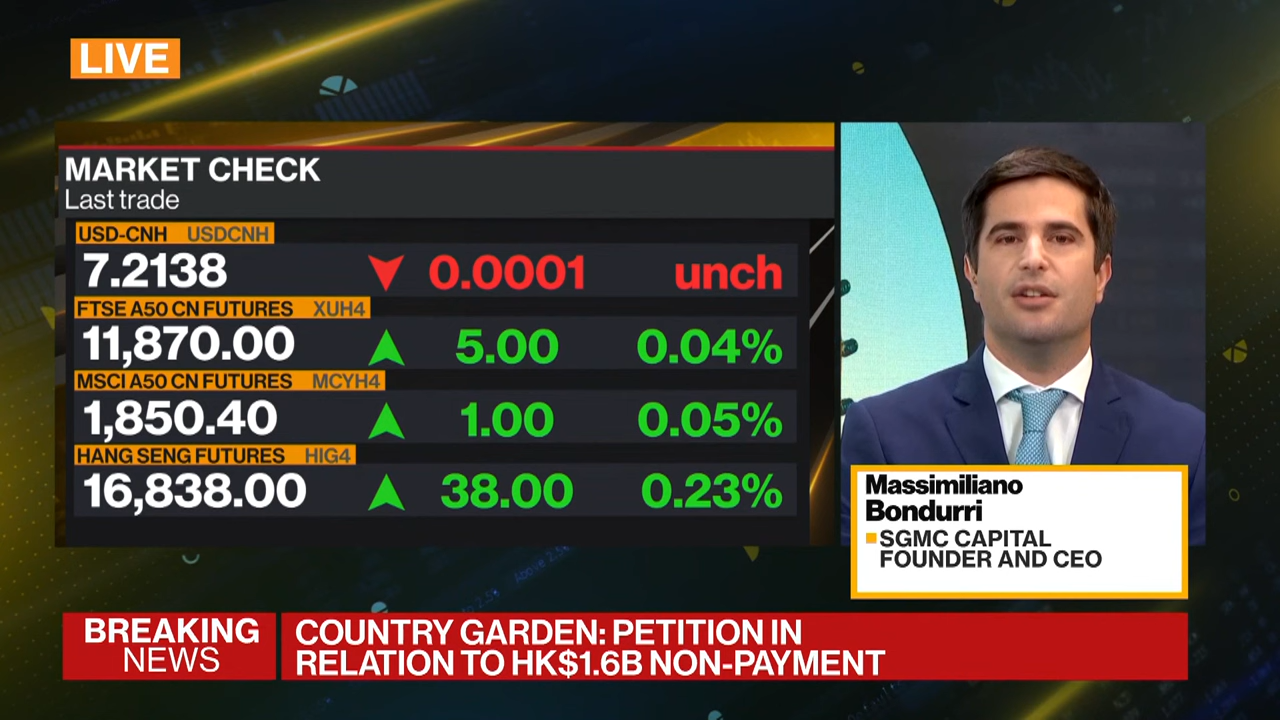 LIVE
MARKET CHECK
Last trade
USD-CNH USDCNH
7.2138 0.0001 unch
FTSE A50 CN FUTURES XUH4
11,870.00 5.00 0.04%
MSCI A50 CN FUTURES MCYH4
1,850.40 1.00 0.05%
HANG SENG FUTURES HIG4
16,838.00 38.00 0.23%
Massimiliano
Bondurri
SGMC CAPITAL
FOUNDER AND CEO
BREAKING
NEWS
COUNTRY GARDEN: PETITION IN
RELATION TO HK$1.6B NON-PAYMENT